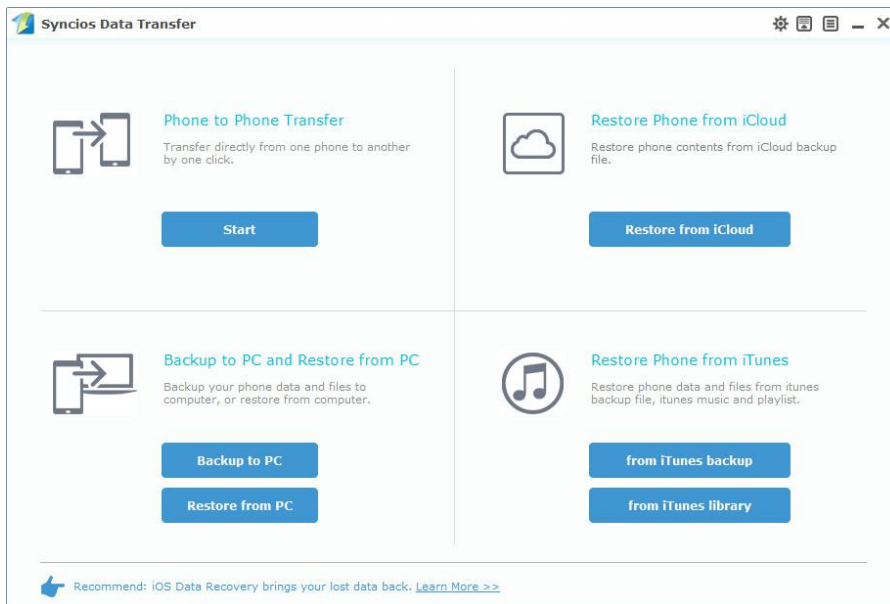 Syncios Data Transfer
Phone to Phone Transfer
Transfer directly from one phone to another
by one click.
Start
Restore Phone from iCloud
Restore phone contents from iCloud backup
file.
Restore from iCloud
Backup to PC and Restore from PC
Backup your phone data and files to
computer, or restore from computer.
Backup to PC
Restore from PC
Restore Phone from iTunes
Restore phone data and files from itunes
backup file, itunes music and playlist.
from iTunes backup
from iTunes library
Recommend: iOS Data Recovery brings your lost data back. Learn More >>